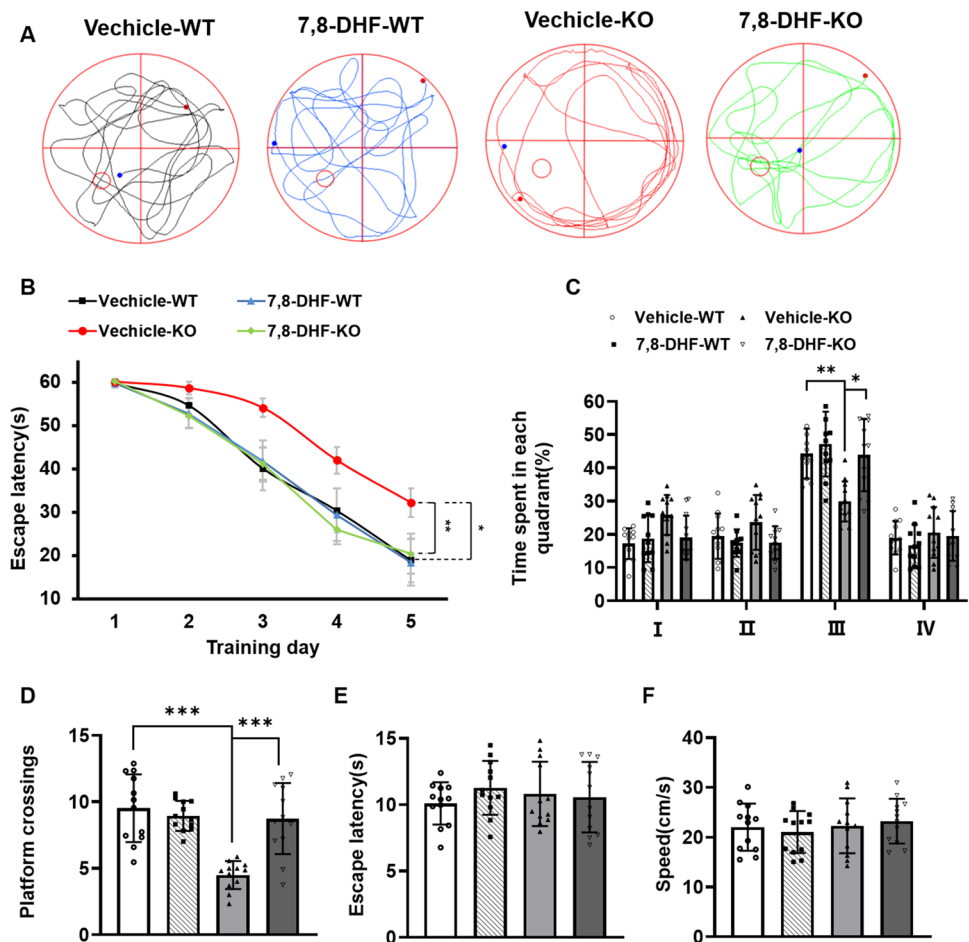 A
Vechicle-WT
7,8-DHF-WT
Vechicle-KO
7,8-DHF-KO
B
Vechicle-WT
7,8-DHF-WT
Vechicle-KO
7,8-DHF-KO
Escape latency(s)
60
50
40
30
20
10
**
*
1 2 3 4 5
Training day
C
Vehicle-WT
Vehicle-KO
7,8-DHF-WT
7,8-DHF-KO
Time spent in each
quadrant(%)
60
50
40
30
20
10
0
**
*
I II III IV
D
Platform crossings
15
10
5
0
***
***
E
Escape latency(s)
15
10
5
0
F
Speed(cm/s)
40
30
20
10
0